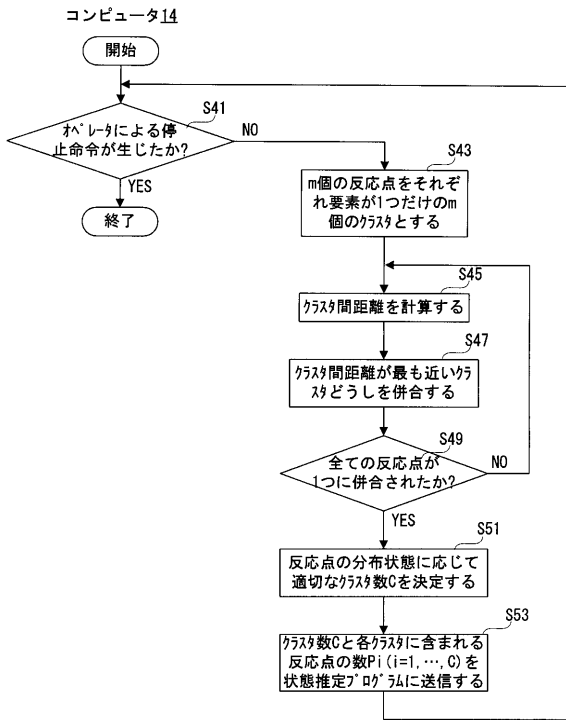 コンピュータ14
開始
S41
ｵﾍﾟﾚｰﾀによる停
止命令が生じたか?
NO
YES
終了
S43
m個の反応点をそれぞ
れ要素が1つだけのm
個のｸﾗｽﾀとする
S45
ｸﾗｽﾀ間距離を計算する
S47
ｸﾗｽﾀ間距離が最も近いｸﾗ
ｽﾀどうしを併合する
S49
全ての反応点が
1つに併合されたか?
NO
YES
S51
反応点の分布状態に応じて
適切なｸﾗｽﾀ数Cを決定する
S53
ｸﾗｽﾀ数Cと各ｸﾗｽﾀに含まれる
反応点の数Pi(i=1,…,C)を
状態推定ﾌﾟﾛｸﾞﾗﾑに送信する